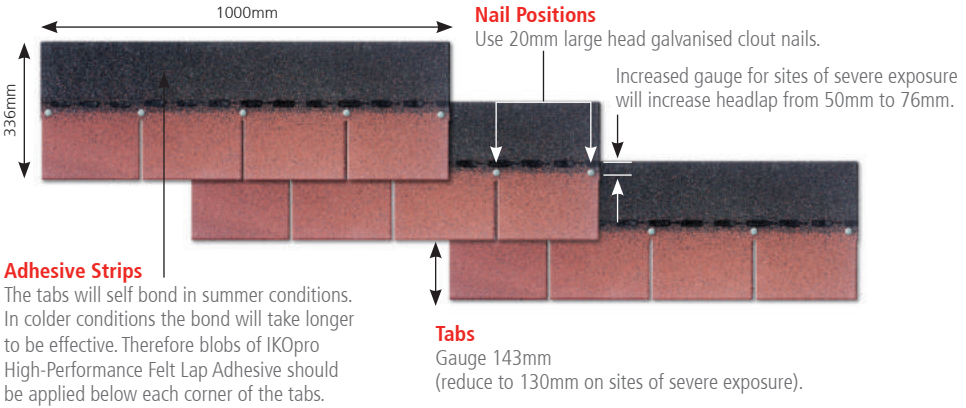 1000mm
336mm
Nail Positions
Use 20mm large head galvanised clout nails.
Increased gauge for sites of severe exposure
will increase headlap from 50mm to 76mm.
Adhesive Strips
The tabs will self bond in summer conditions.
In colder conditions the bond will take longer
to be effective. Therefore blobs of IKOpro
High-Performance Felt Lap Adhesive should
be applied below each corner of the tabs.
Tabs
Gauge 143mm
(reduce to 130mm on sites of severe exposure).